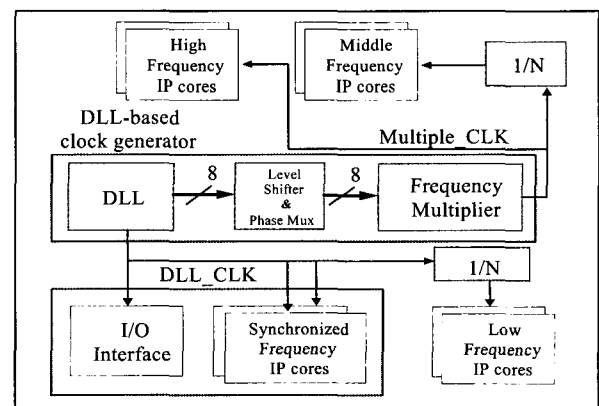 High
Frequency
IP cores
Middle
Frequency
IP cores
1/N
DLL-based
clock generator
Multiple_CLK
DLL
8
Level
Shifter
&
Phase Mux
8
Frequency
Multiplier
DLL_CLK
1/N
I/O
Interface
Synchronized
Frequency
IP cores
Low
Frequency
IP cores